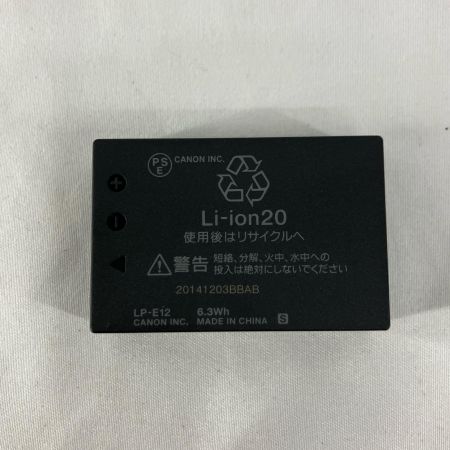 PSE CANON INC.
Li-ion20
使用後はリサイクルへ
警告 短絡、分解、火中、水中への
投入は絶対にしないでください
20141203BBAB
LP-E12 6.3Wh
CANON INC. MADE IN CHINA S